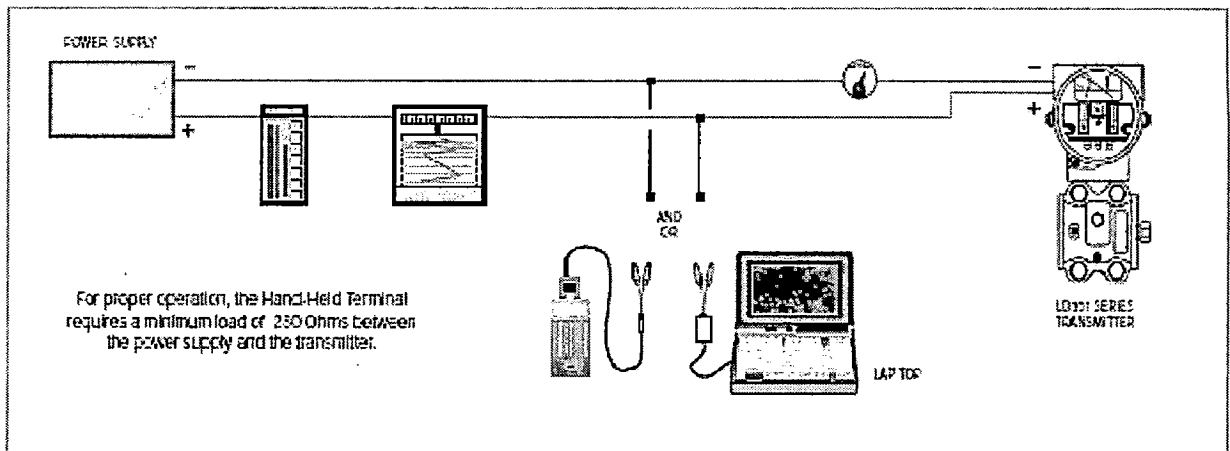 POWER SUPPLY
-
-
+
+
AND
OR
For proper operation, the Hand-Held Terminal
requires a minimum load of 250 Ohms between
the power supply and the transmitter.
LD301 SERIES
TRANSMITTER
LAP TOP